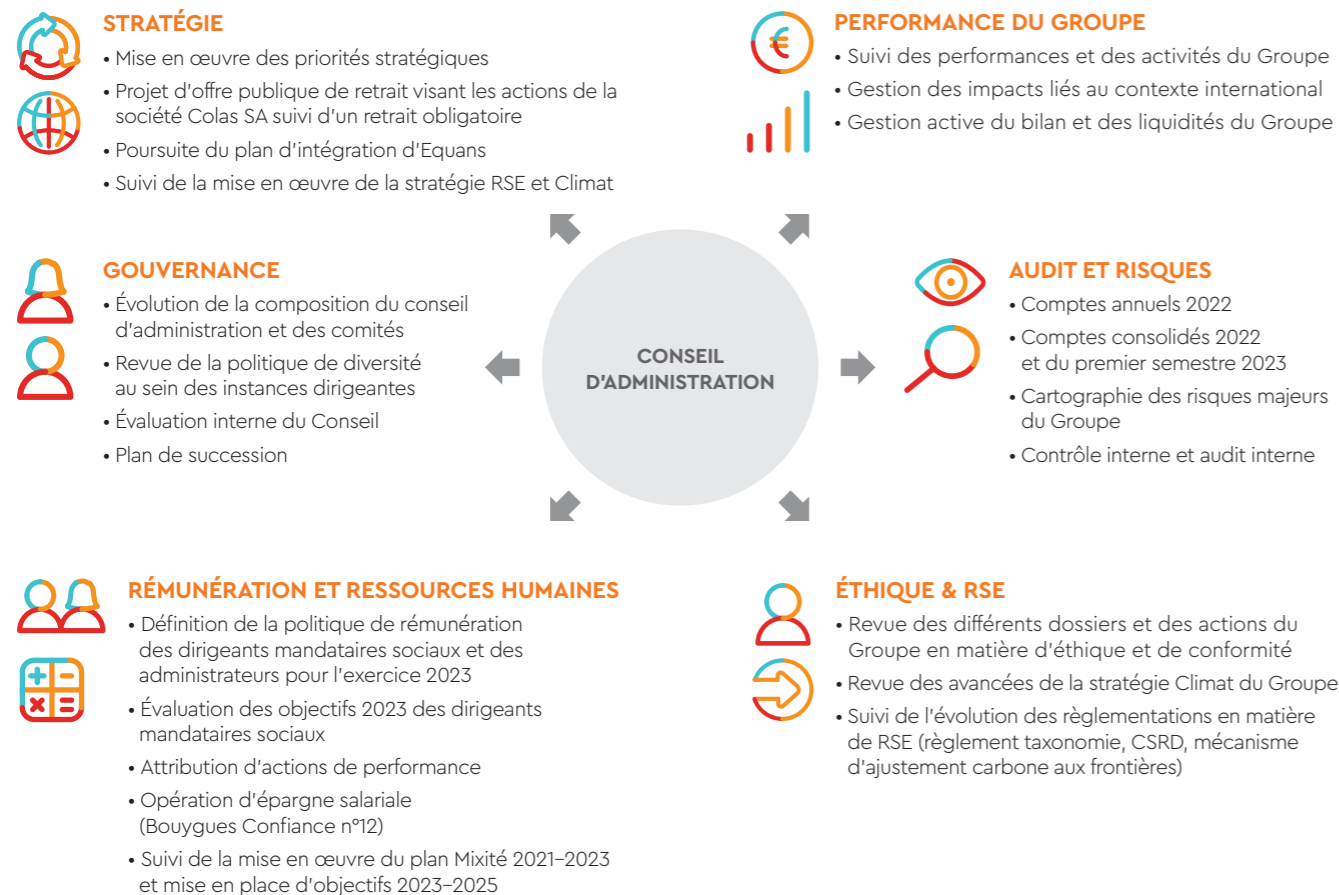 STRATÉGIE
• Mise en œuvre des priorités stratégiques
• Projet d'offre publique de retrait visant les actions de la
société Colas SA suivi d'un retrait obligatoire
• Poursuite du plan d'intégration d'Equans
• Suivi de la mise en œuvre de la stratégie RSE et Climat
PERFORMANCE DU GROUPE
• Suivi des performances et des activités du Groupe
• Gestion des impacts liés au contexte international
• Gestion active du bilan et des liquidités du Groupe
GOUVERNANCE
• Évolution de la composition du conseil
d'administration et des comités
• Revue de la politique de diversité
au sein des instances dirigeantes
• Évaluation interne du Conseil
• Plan de succession
CONSEIL
D'ADMINISTRATION
AUDIT ET RISQUES
• Comptes annuels 2022
• Comptes consolidés 2022
et du premier semestre 2023
• Cartographie des risques majeurs
du Groupe
• Contrôle interne et audit interne
RÉMUNÉRATION ET RESSOURCES HUMAINES
• Définition de la politique de rémunération
des dirigeants mandataires sociaux et des
administrateurs pour l'exercice 2023
• Évaluation des objectifs 2023 des dirigeants
mandataires sociaux
• Attribution d'actions de performance
• Opération d'épargne salariale
(Bouygues Confiance n°12)
• Suivi de la mise en œuvre du plan Mixité 2021–2023
et mise en place d'objectifs 2023–2025
ÉTHIQUE & RSE
• Revue des différents dossiers et des actions du
Groupe en matière d'éthique et de conformité
• Revue des avancées de la stratégie Climat du Groupe
• Suivi de l'évolution des règlementations en matière
de RSE (règlement taxonomie, CSRD, mécanisme
d'ajustement carbone aux frontières)